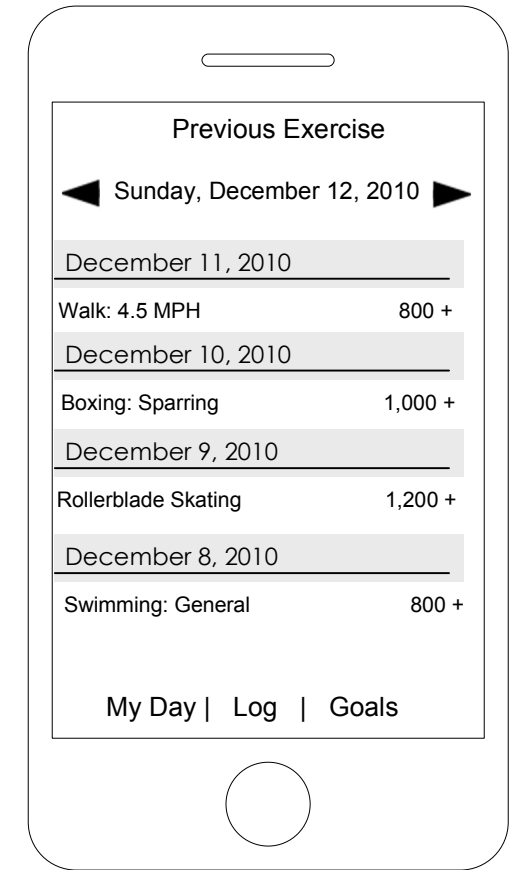 Previous Exercise
Sunday, December 12, 2010
December 11, 2010
Walk: 4.5 MPH 800 +
December 10, 2010
Boxing: Sparring 1,000 +
December 9, 2010
Rollerblade Skating 1,200 +
December 8, 2010
Swimming: General 800 +
My Day | Log | Goals